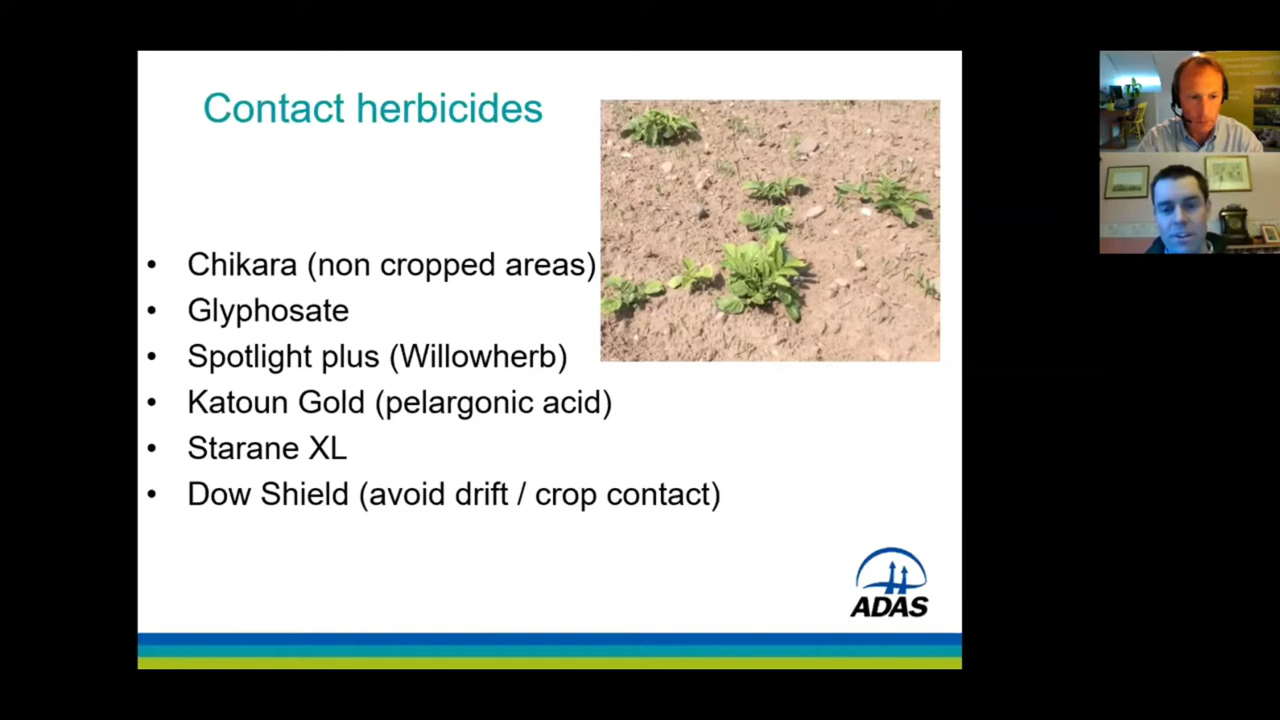 Contact herbicides
• Chikara (non cropped areas)
• Glyphosate
• Spotlight plus (Willowherb)
• Katoun Gold (pelargonic acid)
• Starane XL
• Dow Shield (avoid drift / crop contact)
ADAS